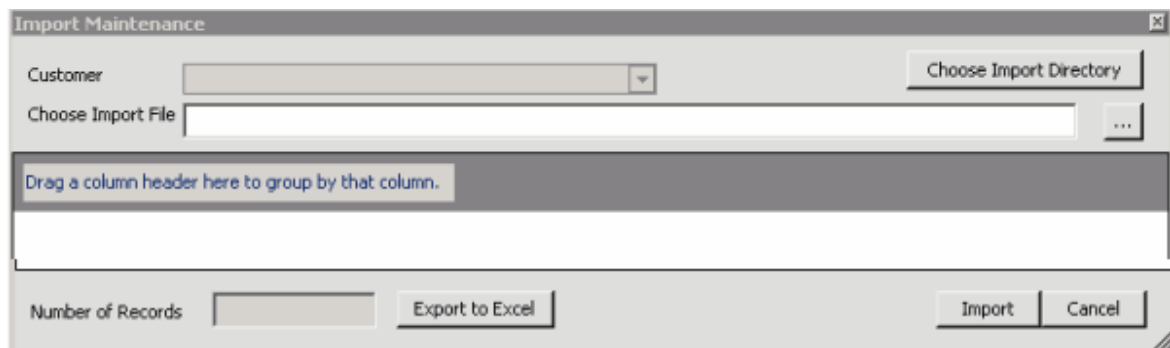 Import Maintenance
Customer
Choose Import Directory
Choose Import File
...
Drag a column header here to group by that column.
Number of Records
Export to Excel
Import
Cancel